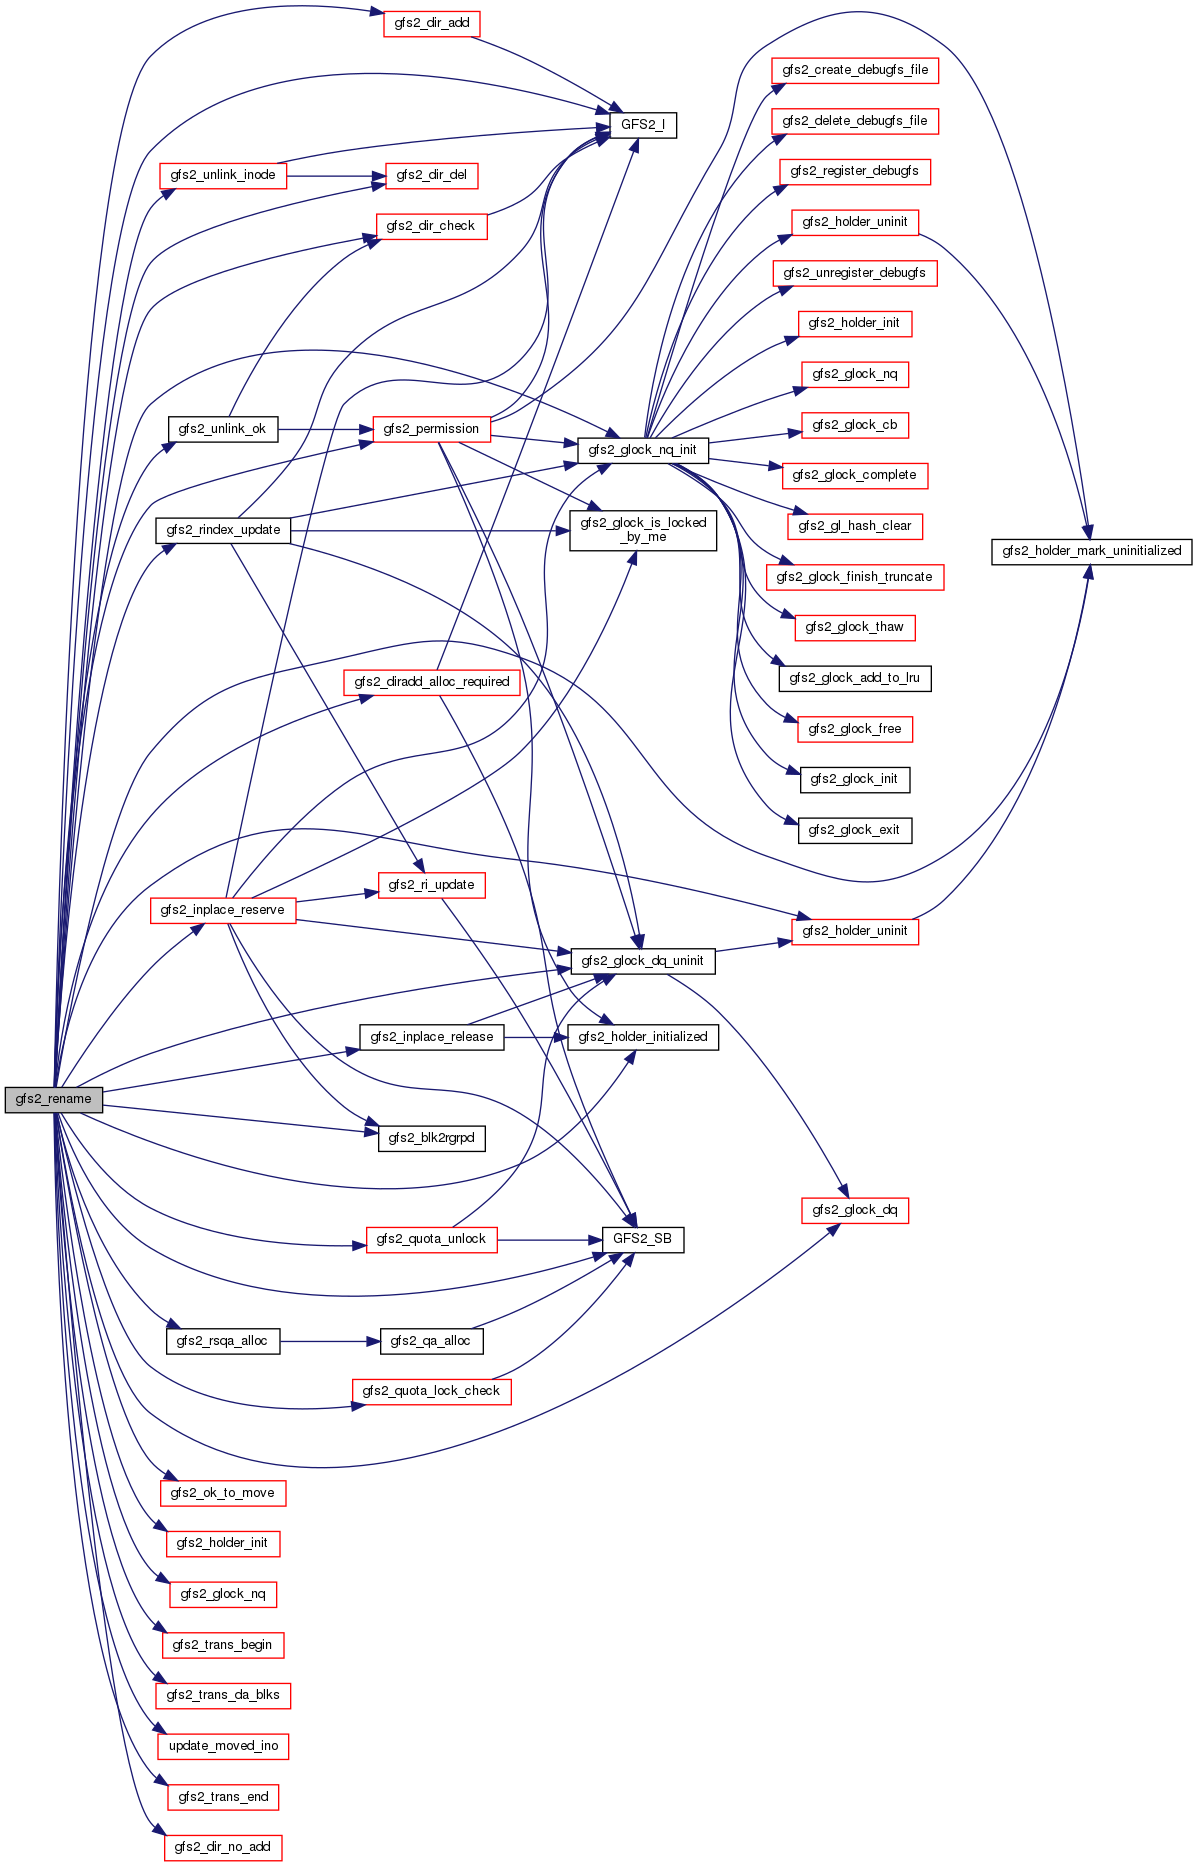 gfs2_dir_add
gfs2_create_debugfs_file
gfs2_delete_debugfs_file
GFS2_I
gfs2_register_debugfs
gfs2_unlink_inode
gfs2_dir_del
gfs2_holder_uninit
gfs2_dir_check
gfs2_unregister_debugfs
gfs2_holder_init
gfs2_glock_nq
gfs2_glock_cb
gfs2_unlink_ok
gfs2_permission
gfs2_glock_nq_init
gfs2_glock_complete
gfs2_gl_hash_clear
gfs2_rindex_update
gfs2_glock_is_locked
_by_me
gfs2_holder_mark_uninitialized
gfs2_glock_finish_truncate
gfs2_glock_thaw
gfs2_glock_add_to_lru
gfs2_diradd_alloc_required
gfs2_glock_free
gfs2_glock_init
gfs2_glock_exit
gfs2_ri_update
gfs2_inplace_reserve
gfs2_holder_uninit
gfs2_glock_dq_uninit
gfs2_inplace_release
gfs2_holder_initialized
gfs2_rename
gfs2_blk2rgrpd
gfs2_glock_dq
gfs2_quota_unlock
GFS2_SB
gfs2_rsqa_alloc
gfs2_qa_alloc
gfs2_quota_lock_check
gfs2_ok_to_move
gfs2_holder_init
gfs2_glock_nq
gfs2_trans_begin
gfs2_trans_da_blks
update_moved_ino
gfs2_trans_end
gfs2_dir_no_add